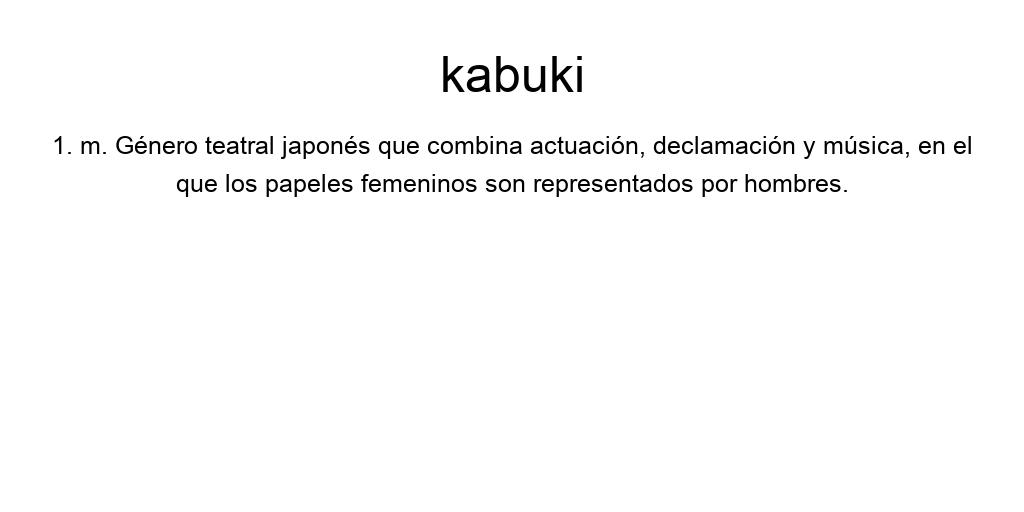 kabuki
1. m. Género teatral japonés que combina actuación, declamación y música, en el
que los papeles femeninos son representados por hombres.